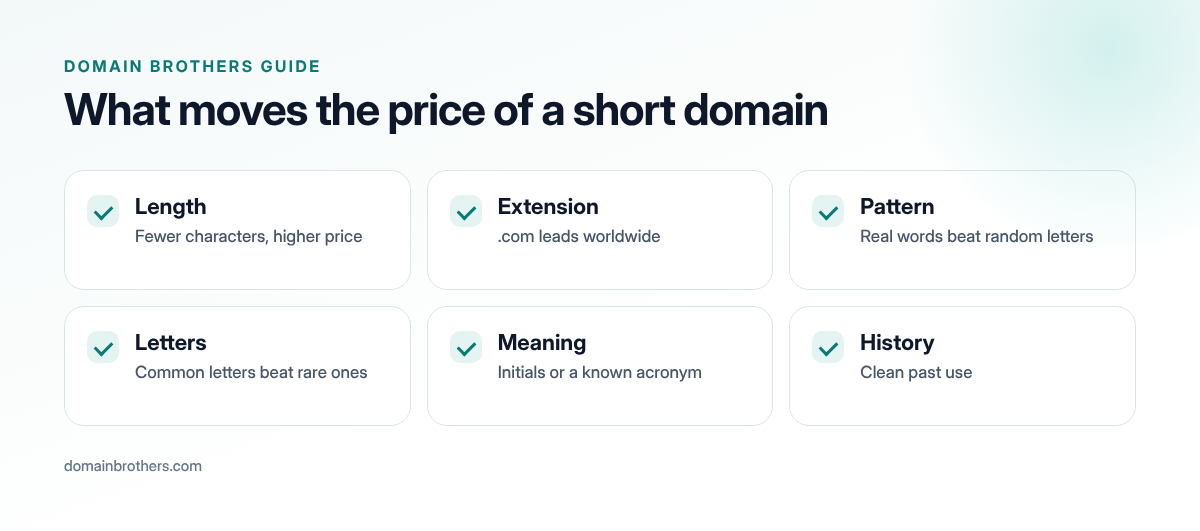 DOMAIN BROTHERS GUIDE
What moves the price of a short domain
Length
Fewer characters, higher price
Extension
.com leads worldwide
Pattern
Real words beat random letters
Letters
Common letters beat rare ones
Meaning
Initials or a known acronym
History
Clean past use
domainbrothers.com